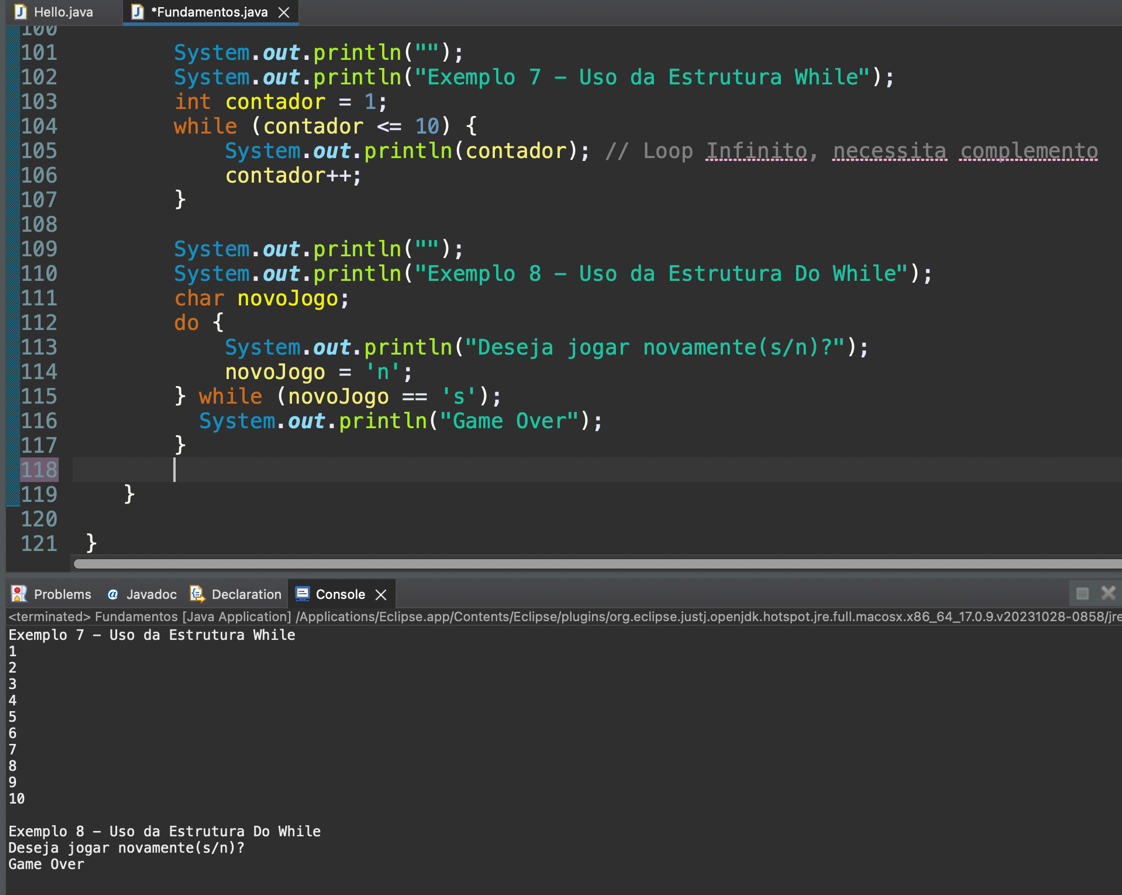 Hello.java *Fundamentos.java
100
101 System.out.println("");
102 System.out.println("Exemplo 7 – Uso da Estrutura While");
103 int contador = 1;
104 while (contador <= 10) {
105 System.out.println(contador); // Loop Infinito, necessita complemento
106 contador++;
107 }
108
109 System.out.println("");
110 System.out.println("Exemplo 8 – Uso da Estrutura Do While");
111 char novoJogo;
112 do {
113 System.out.println("Deseja jogar novamente(s/n)?");
114 novoJogo = 'n';
115 } while (novoJogo == 's');
116 System.out.println("Game Over");
117 }
118
119 }
120
121 }
Problems @ Javadoc Declaration Console
<terminated> Fundamentos [Java Application] /Applications/Eclipse.app/Contents/Eclipse/plugins/org.eclipse.justj.openjdk.hotspot.jre.full.macosx.x86_64_17.0.9.v20231028-0858/jre
Exemplo 7 – Uso da Estrutura While
1
2
3
4
5
6
7
8
9
10
Exemplo 8 – Uso da Estrutura Do While
Deseja jogar novamente(s/n)?
Game Over